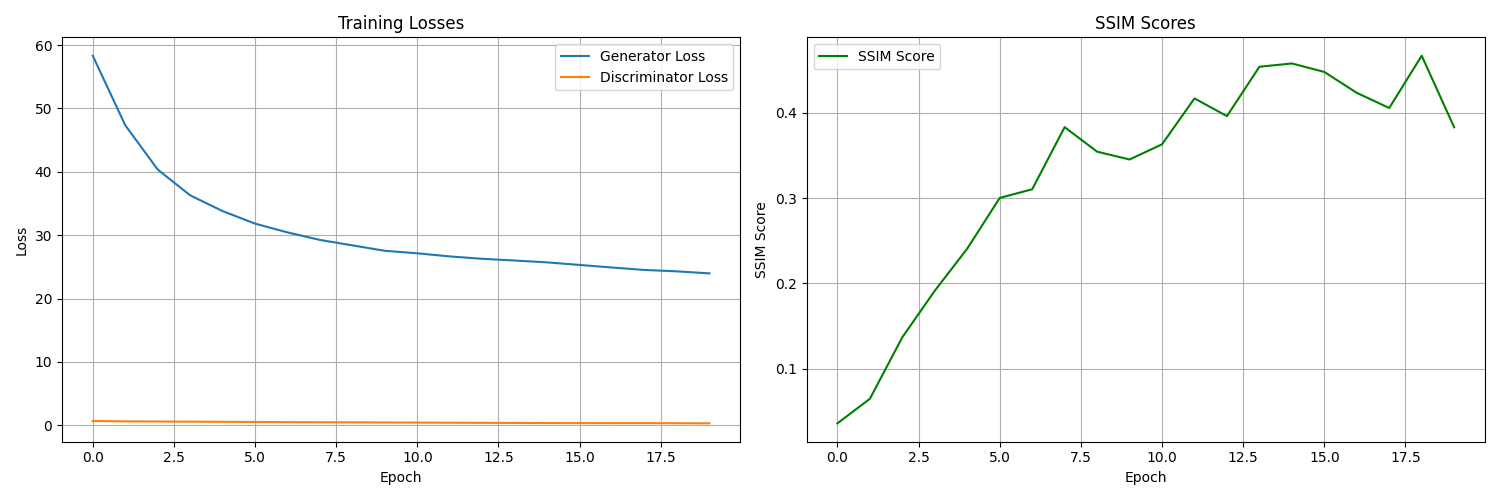 Training Losses
60
50
40
30
20
10
0
Loss
Generator Loss
Discriminator Loss
0.0 2.5 5.0 7.5 10.0 12.5 15.0 17.5
Epoch
SSIM Scores
SSIM Score
0.4
0.3
0.2
0.1
SSIM Score
0.0 2.5 5.0 7.5 10.0 12.5 15.0 17.5
Epoch